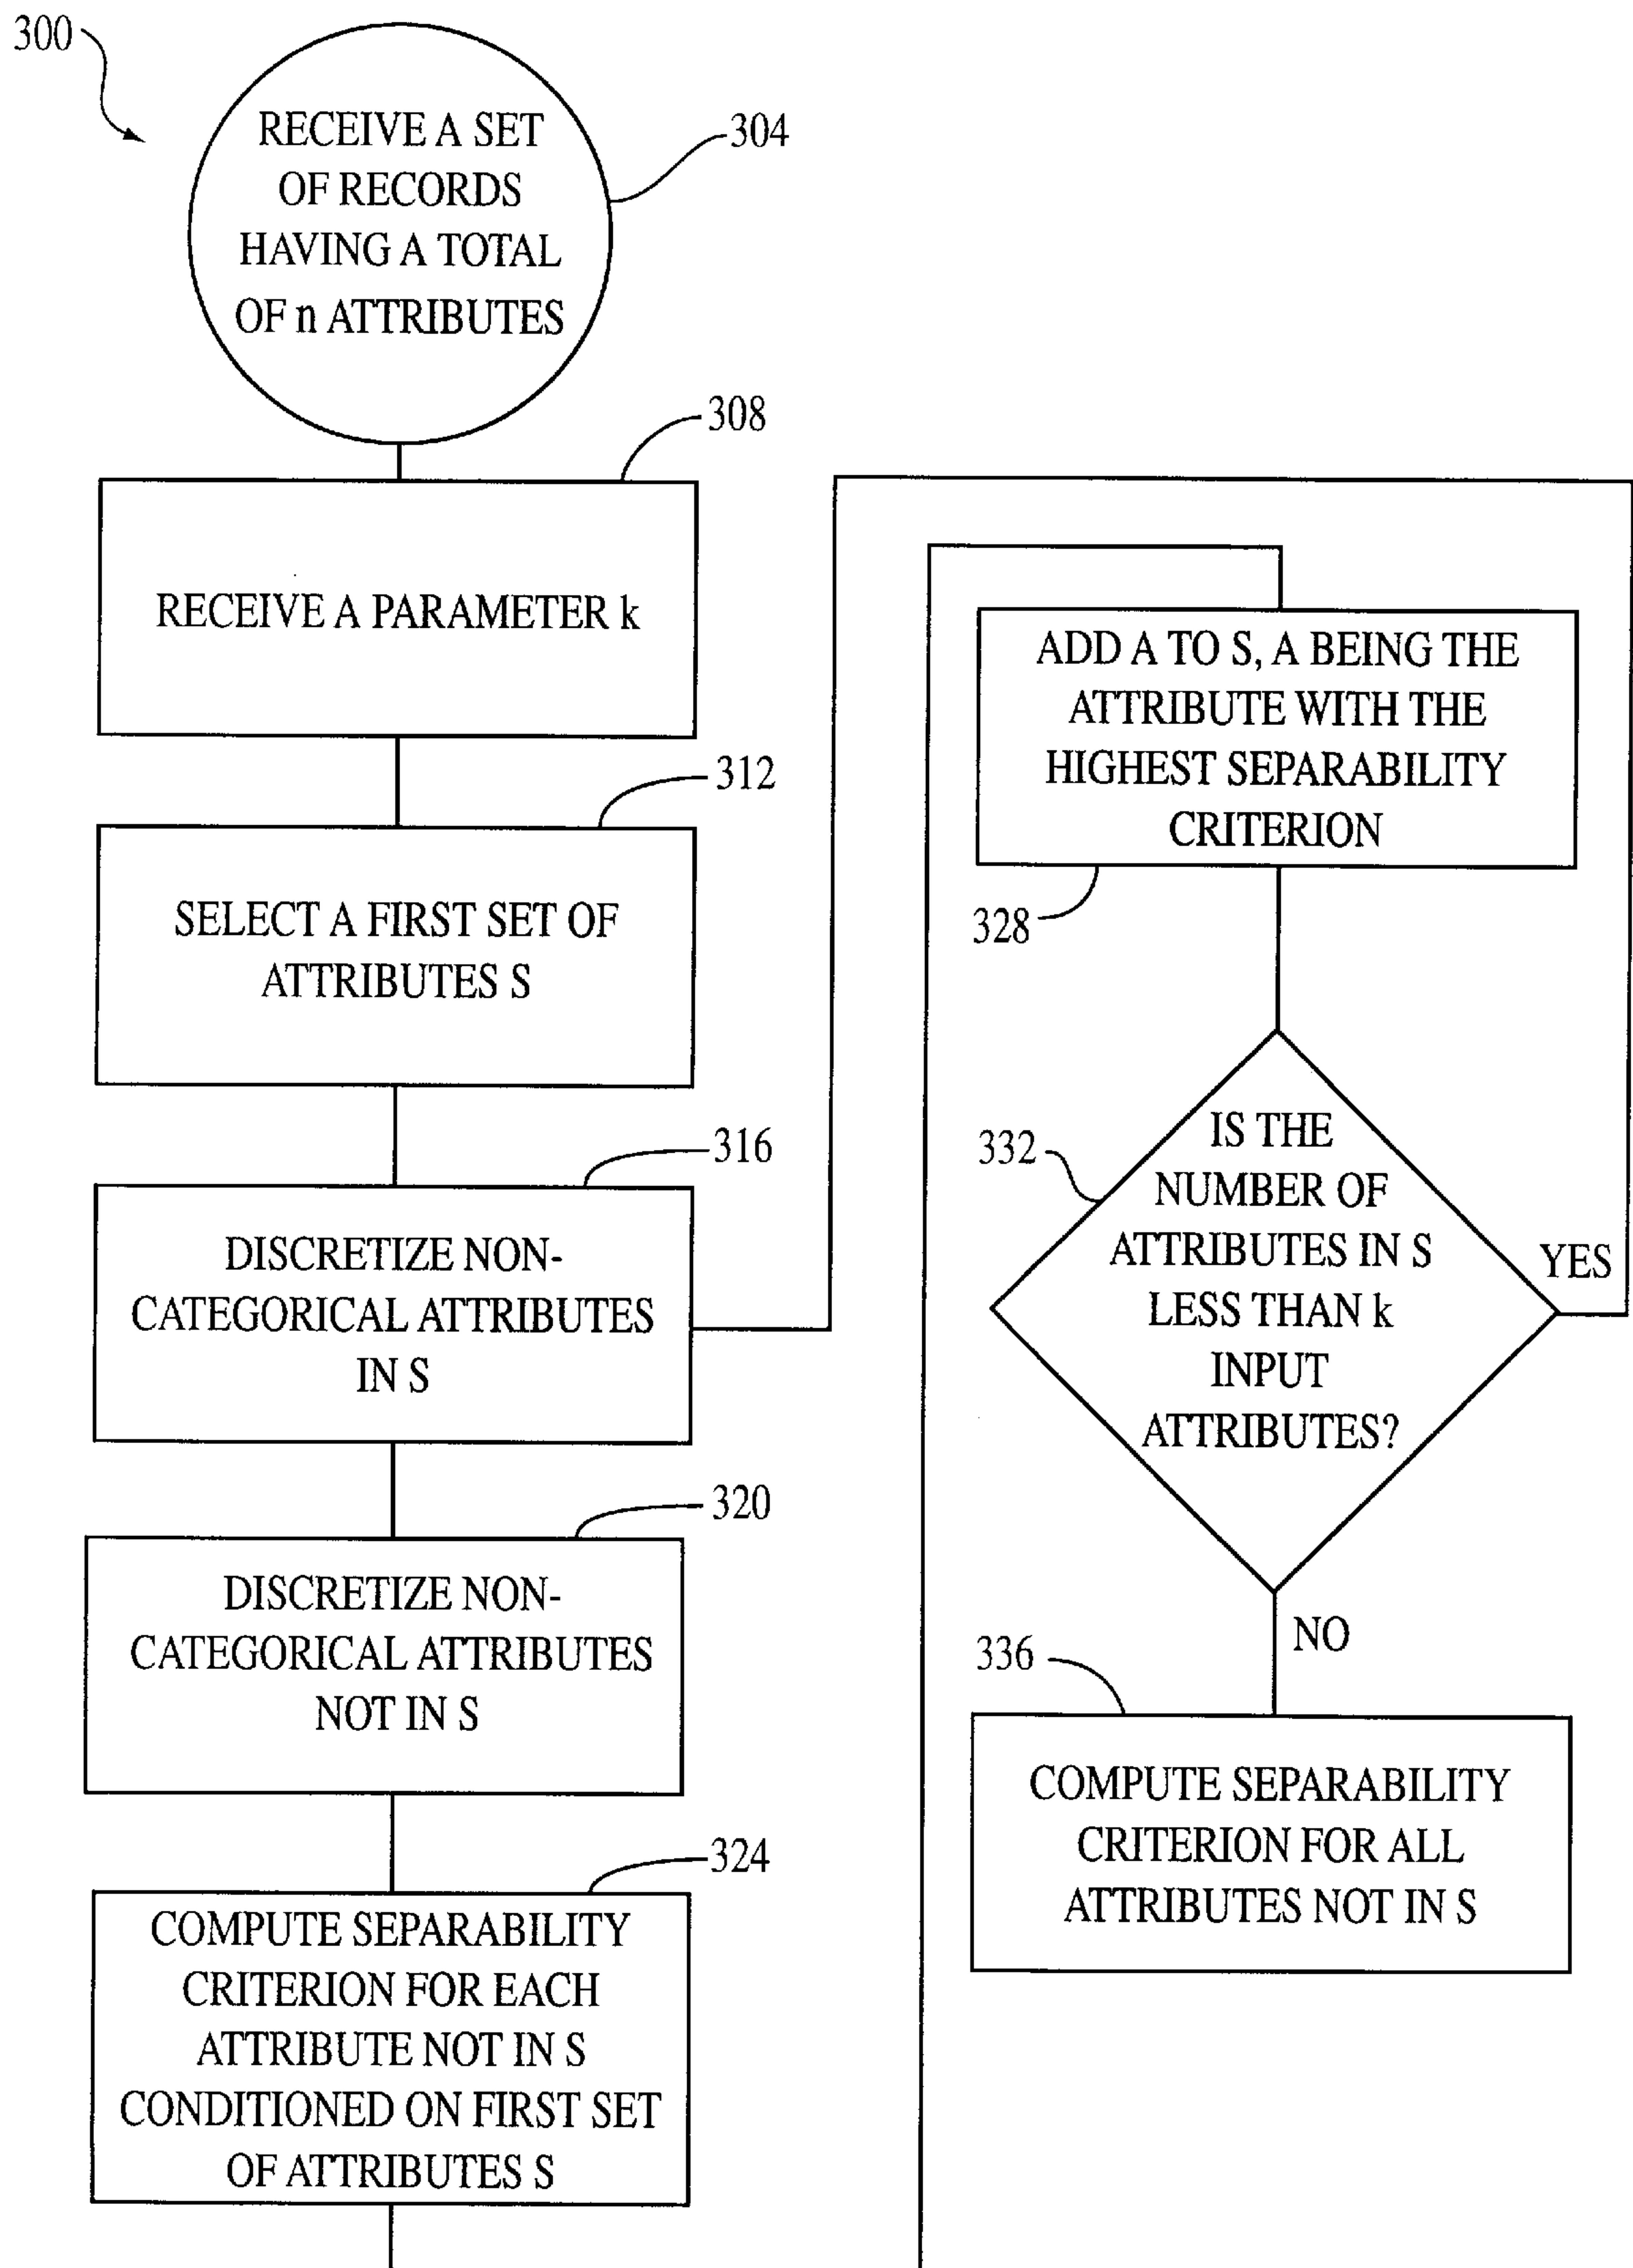 300
RECEIVE A SET
OF RECORDS
HAVING A TOTAL
OF n ATTRIBUTES
304
308
RECEIVE A PARAMETER k
312
SELECT A FIRST SET OF
ATTRIBUTES S
316
DISCRETIZE NON-
CATEGORICAL ATTRIBUTES
IN S
320
DISCRETIZE NON-
CATEGORICAL ATTRIBUTES
NOT IN S
324
COMPUTE SEPARABILITY
CRITERION FOR EACH
ATTRIBUTE NOT IN S
CONDITIONED ON FIRST SET
OF ATTRIBUTES S
ADD A TO S, A BEING THE
ATTRIBUTE WITH THE
HIGHEST SEPARABILITY
CRITERION
328
332
IS THE
NUMBER OF
ATTRIBUTES IN S
LESS THAN k
INPUT
ATTRIBUTES?
YES
NO
336
COMPUTE SEPARABILITY
CRITERION FOR ALL
ATTRIBUTES NOT IN S